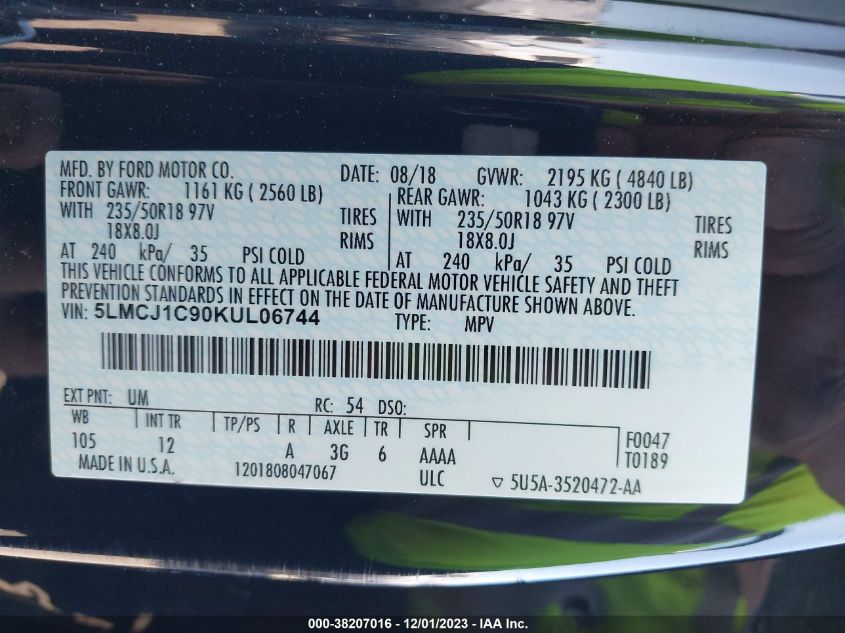 MFD. BY FORD MOTOR CO. DATE: 08/18 GVWR: 2195 KG ( 4840 LB)
FRONT GAWR: 1161 KG ( 2560 LB) REAR GAWR: 1043 KG ( 2300 LB)
WITH 235/50R18 97V TIRES WITH 235/50R18 97V TIRES
18X8.0J RIMS 18X8.0J RIMS
AT 240 kPa/ 35 PSI COLD AT 240 kPa/ 35 PSI COLD
THIS VEHICLE CONFORMS TO ALL APPLICABLE FEDERAL MOTOR VEHICLE SAFETY AND THEFT
PREVENTION STANDARDS IN EFFECT ON THE DATE OF MANUFACTURE SHOWN ABOVE.
VIN: 5LMCJ1C90KUL06744 TYPE: MPV
EXT PNT: UM RC: 54 DSO:
WB INT TR TP/PS R AXLE TR SPR F0047
105 12 A 3G 6 AAAA T0189
MADE IN U.S.A. 1201808047067 ULC ▽ 5U5A-3520472-AA
000-38207016 - 12/01/2023 - IAA Inc.